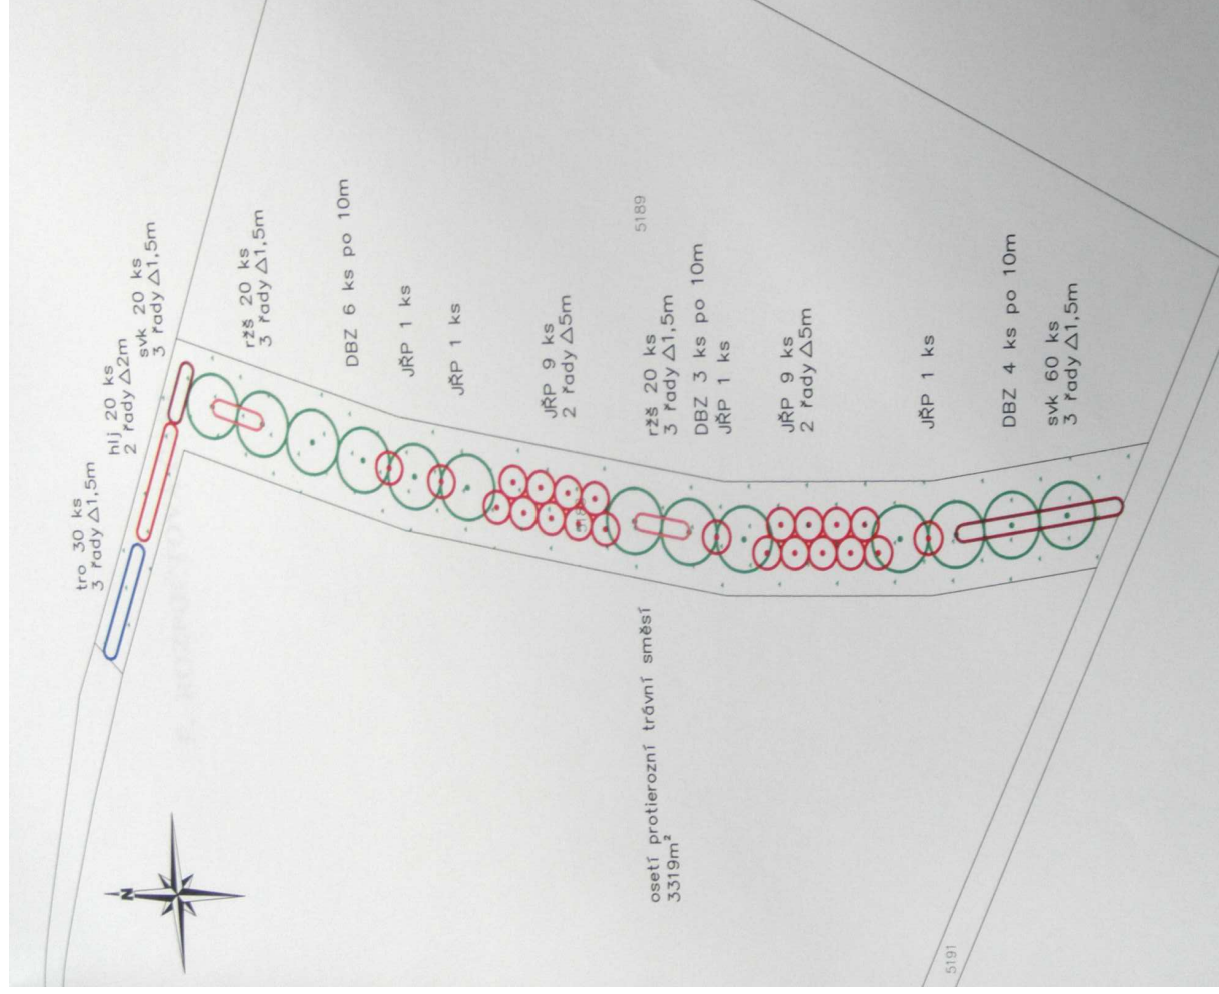 tro 30 ks
3 řady △1,5m
hlj 20 ks
2 řady △2m
svk 20 ks
3 řady △1,5m
ržš 20 ks
3 řady △1,5m
DBZ 6 ks po 10m
JŘP 1 ks
JŘP 1 ks
JŘP 9 ks
2 řady △5m
5189
ržš 20 ks
3 řady △1,5m
DBZ 3 ks po 10m
JŘP 1 ks
JŘP 9 ks
2 řady △5m
JŘP 1 ks
DBZ 4 ks po 10m
svk 60 ks
3 řady △1,5m
osetí protierozní trávní směsí
3319m²
N
5191